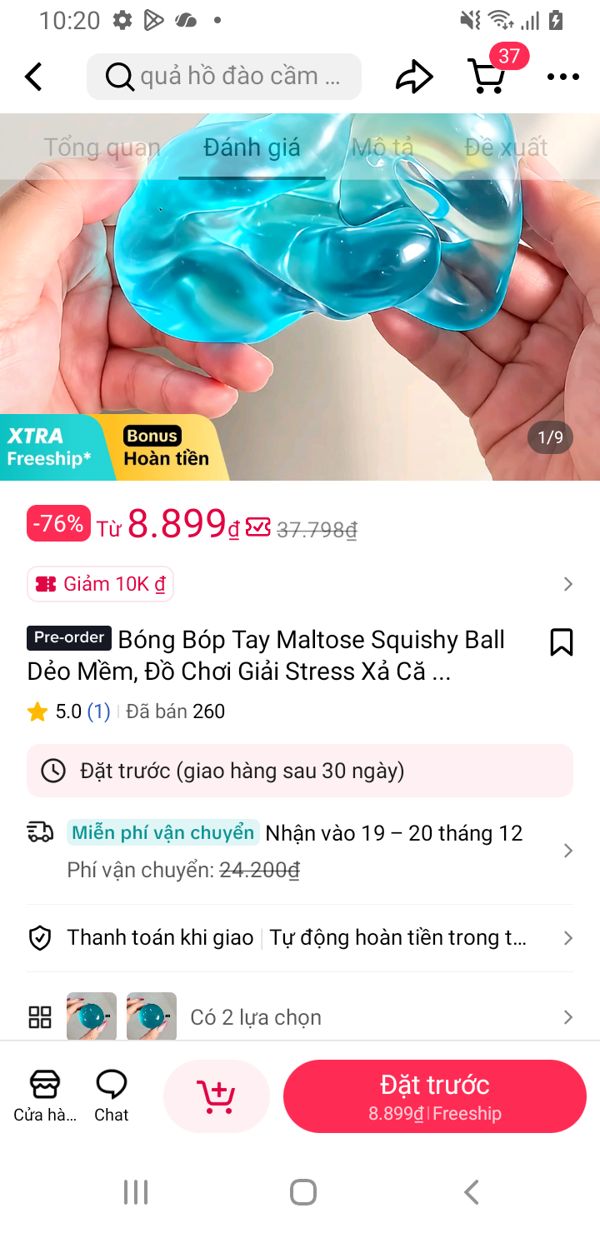 10:20
37
quả hồ đào cầm ...
Tổng quan Đánh giá Mô tả Đề xuất
XTRA
Freeship*
Bonus
Hoàn tiền
1/9
-76% Từ 8.899₫ 37.798₫
Giảm 10K ₫
Pre-order Bóng Bóp Tay Maltose Squishy Ball
Dẻo Mềm, Đồ Chơi Giải Stress Xả Că ...
5.0 (1) Đã bán 260
Đặt trước (giao hàng sau 30 ngày)
Miễn phí vận chuyển Nhận vào 19 – 20 tháng 12
Phí vận chuyển: 24.200₫
Thanh toán khi giao Tự động hoàn tiền trong t...
Có 2 lựa chọn
Cửa hà...
Chat
Đặt trước
8.899₫ Freeship